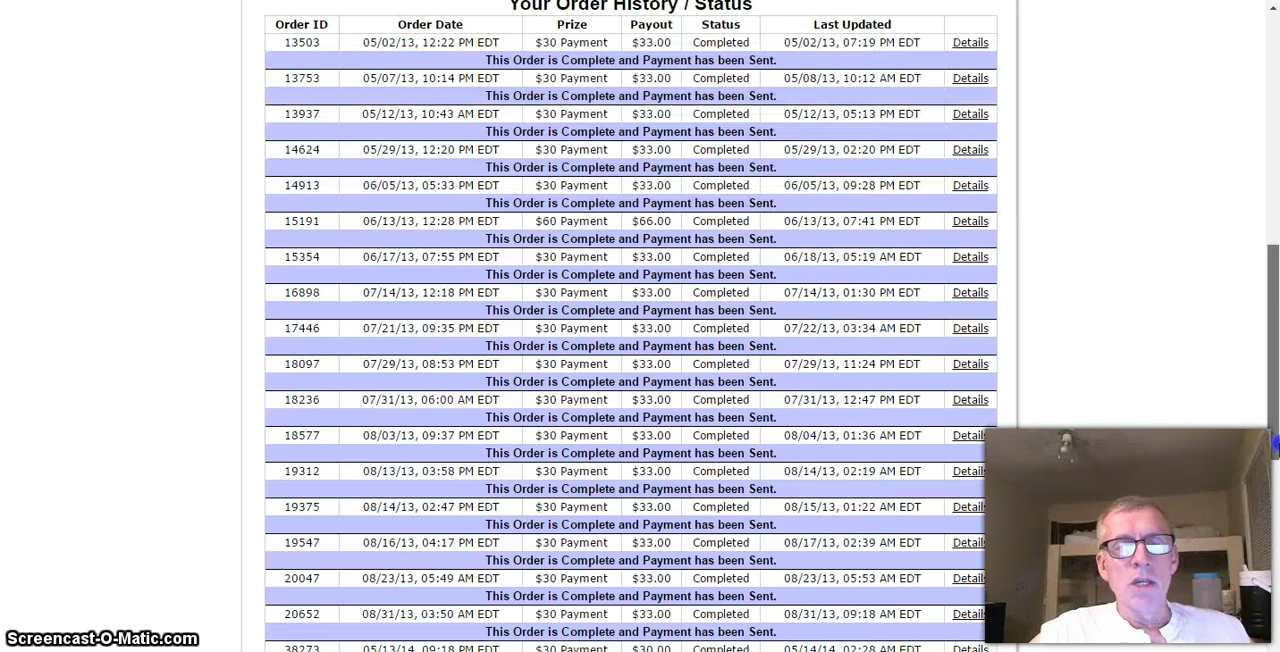 Your Order History / Status
Order ID Order Date Prize Payout Status Last Updated
13503 05/02/13, 12:22 PM EDT $30 Payment $33.00 Completed 05/02/13, 07:19 PM EDT Details
This Order is Complete and Payment has been Sent.
13753 05/07/13, 10:14 PM EDT $30 Payment $33.00 Completed 05/08/13, 10:12 AM EDT Details
This Order is Complete and Payment has been Sent.
13937 05/12/13, 10:43 AM EDT $30 Payment $33.00 Completed 05/12/13, 05:13 PM EDT Details
This Order is Complete and Payment has been Sent.
14624 05/29/13, 12:20 PM EDT $30 Payment $33.00 Completed 05/29/13, 02:20 PM EDT Details
This Order is Complete and Payment has been Sent.
14913 06/05/13, 05:33 PM EDT $30 Payment $33.00 Completed 06/05/13, 09:28 PM EDT Details
This Order is Complete and Payment has been Sent.
15191 06/13/13, 12:28 PM EDT $60 Payment $66.00 Completed 06/13/13, 07:41 PM EDT Details
This Order is Complete and Payment has been Sent.
15354 06/17/13, 07:55 PM EDT $30 Payment $33.00 Completed 06/18/13, 05:19 AM EDT Details
This Order is Complete and Payment has been Sent.
16898 07/14/13, 12:18 PM EDT $30 Payment $33.00 Completed 07/14/13, 01:30 PM EDT Details
This Order is Complete and Payment has been Sent.
17446 07/21/13, 09:35 PM EDT $30 Payment $33.00 Completed 07/22/13, 03:34 AM EDT Details
This Order is Complete and Payment has been Sent.
18097 07/29/13, 08:53 PM EDT $30 Payment $33.00 Completed 07/29/13, 11:24 PM EDT Details
This Order is Complete and Payment has been Sent.
18236 07/31/13, 06:00 AM EDT $30 Payment $33.00 Completed 07/31/13, 12:47 PM EDT Details
This Order is Complete and Payment has been Sent.
18577 08/03/13, 09:37 PM EDT $30 Payment $33.00 Completed 08/04/13, 01:36 AM EDT Detail
This Order is Complete and Payment has been Sent.
19312 08/13/13, 03:58 PM EDT $30 Payment $33.00 Completed 08/14/13, 02:19 AM EDT Detail
This Order is Complete and Payment has been Sent.
19375 08/14/13, 02:47 PM EDT $30 Payment $33.00 Completed 08/15/13, 01:22 AM EDT Detail
This Order is Complete and Payment has been Sent.
19547 08/16/13, 04:17 PM EDT $30 Payment $33.00 Completed 08/17/13, 02:39 AM EDT Detail
This Order is Complete and Payment has been Sent.
20047 08/23/13, 05:49 AM EDT $30 Payment $33.00 Completed 08/23/13, 05:53 AM EDT Detail
This Order is Complete and Payment has been Sent.
20652 08/31/13, 03:50 AM EDT $30 Payment $33.00 Completed 08/31/13, 09:18 AM EDT Detail
This Order is Complete and Payment has been Sent.
38273 05/13/14, 09:18 PM EDT $30 Payment $30.00 Completed 05/14/14, 02:28 AM EDT Details
Screencast-O-Matic.com